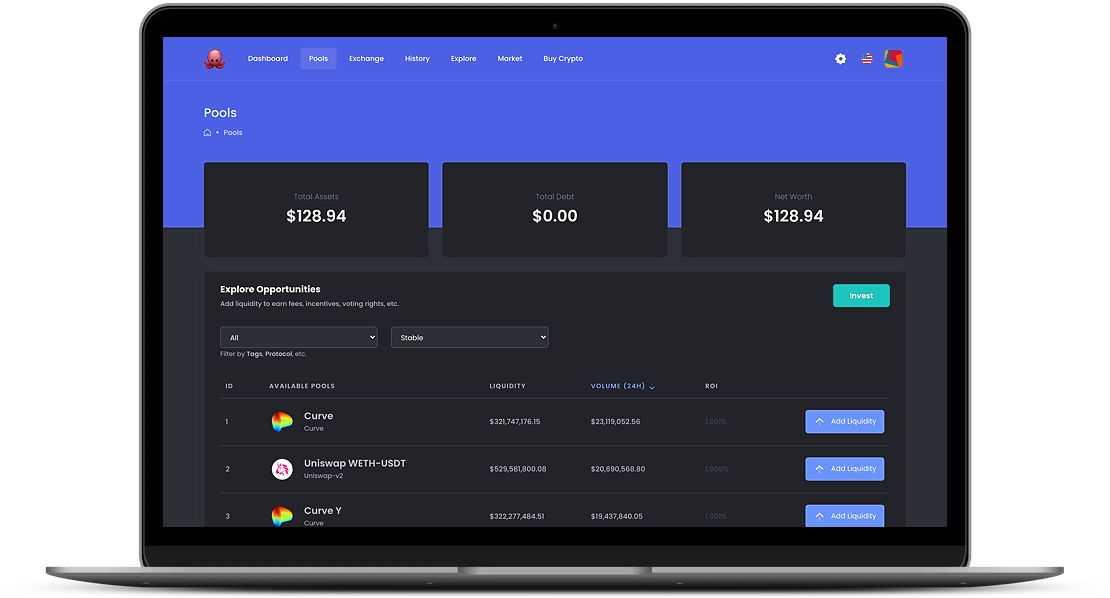 Dashboard Pools Exchange History Explore Market Buy Crypto
Pools
• Pools
Total Assets
$128.94
Total Debt
$0.00
Net Worth
$128.94
Explore Opportunities
Add liquidity to earn fees, incentives, voting rights, etc.
Invest
All
Stable
Filter by Tags, Protocol, etc.
ID AVAILABLE POOLS LIQUIDITY VOLUME (24H) ROI
1 Curve $321,747,176.15 $23,119,052.56 1.001% Add Liquidity
Curve
2 Uniswap WETH-USDT $529,581,800.08 $20,690,568.80 1.008% Add Liquidity
Uniswap-v2
3 Curve Y $322,277,484.51 $19,437,840.05 1.001% Add Liquidity
Curve